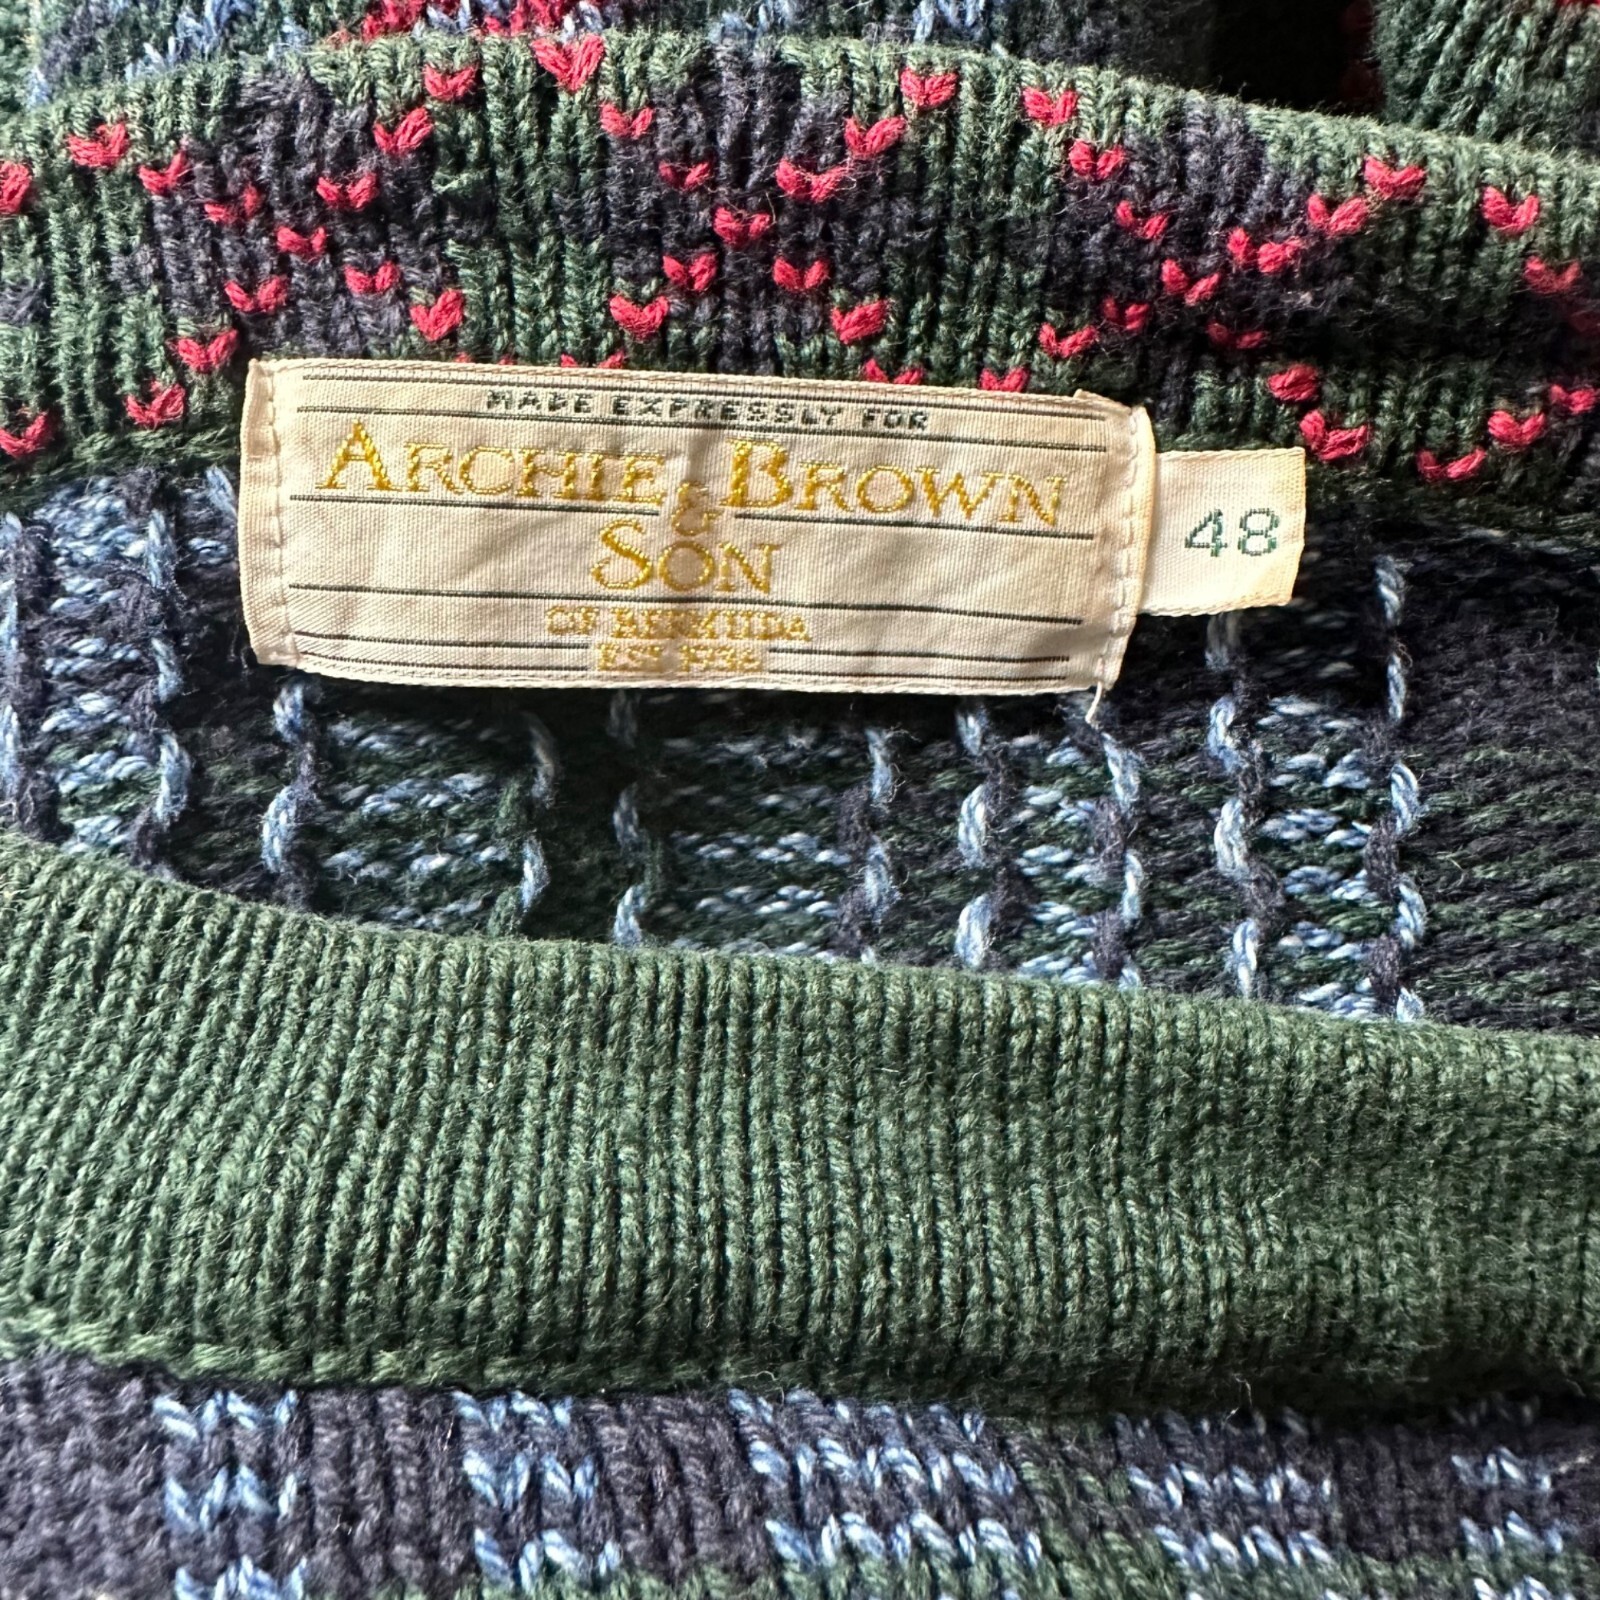 MADE EXPRESSLY FOR
ARCHIE BROWN
&
SON
OF BERMUDA
EST 1936
48